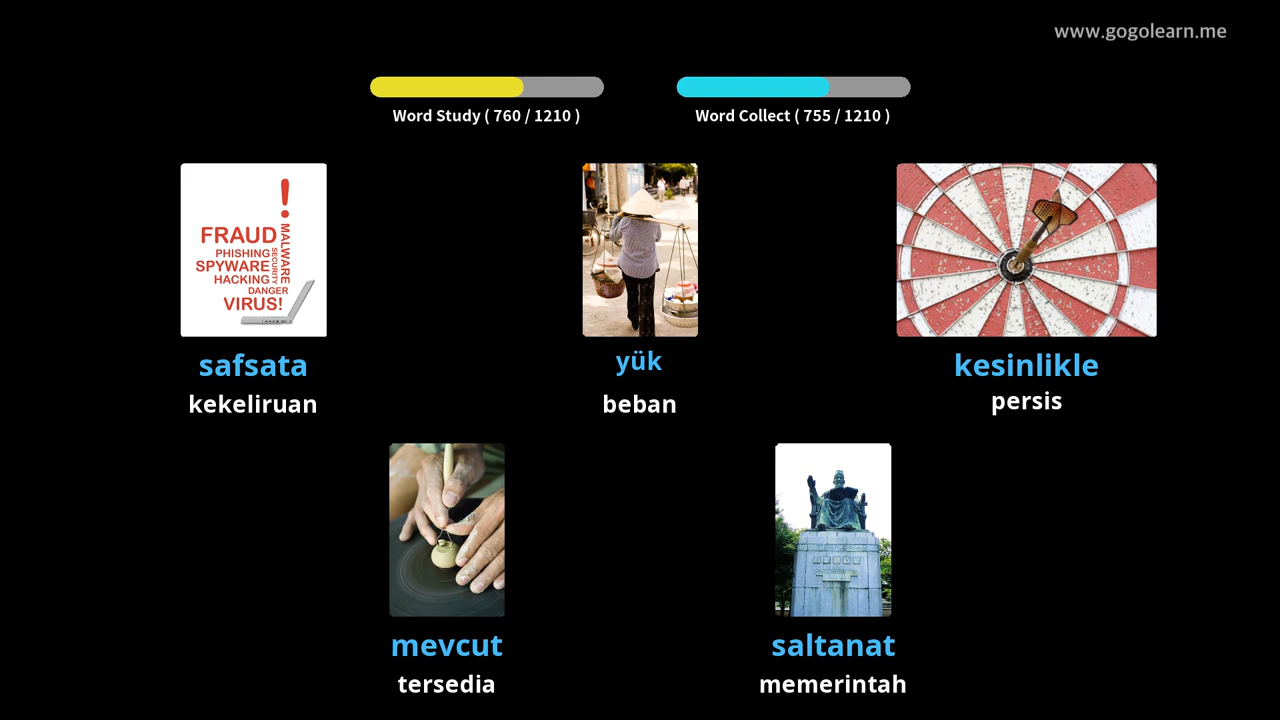 www.gogolearn.me
Word Study ( 760 / 1210 )
Word Collect ( 755 / 1210 )
!
FRAUD
MALWARE
PHISHING
SECURITY
SPYWARE
HACKING
DANGER
VIRUS!
safsata
kekeliruan
yük
beban
kesinlikle
persis
mevcut
tersedia
saltanat
memerintah